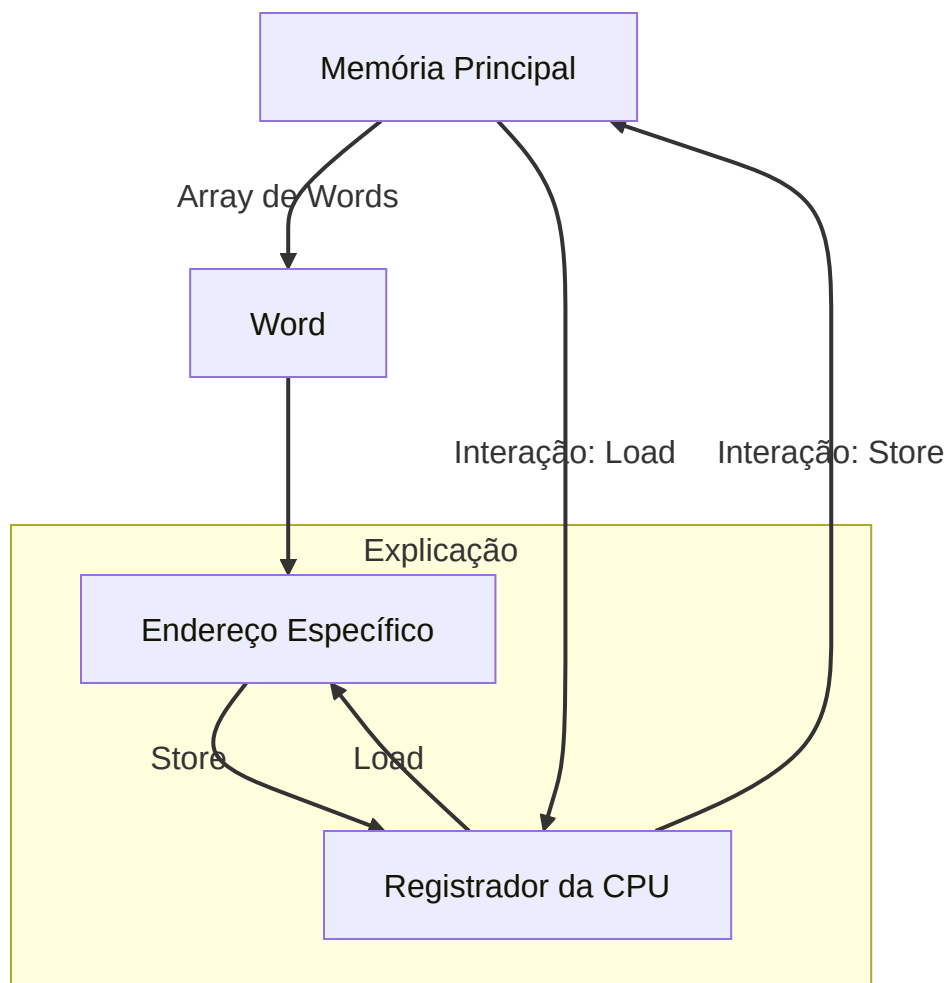 Memória Principal
Array de Words
Word
Interação: Load
Interação: Store
Explicação
Endereço Específico
Store
Load
Registrador da CPU